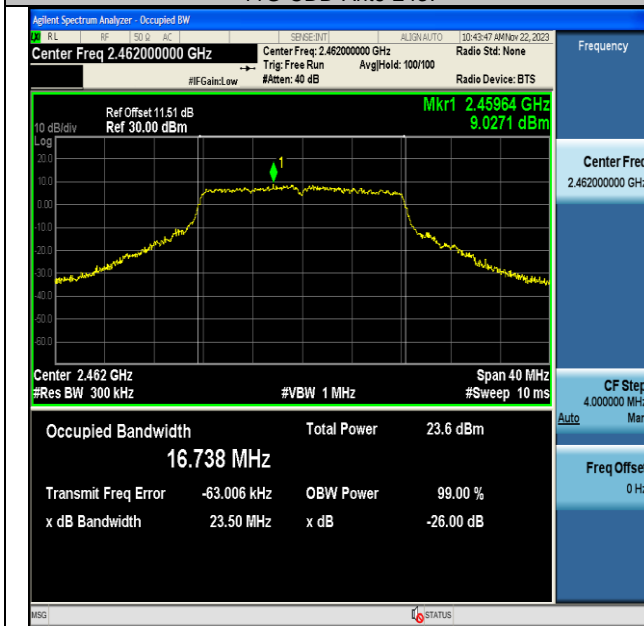 Agilent Spectrum Analyzer - Occupied BW
RL RF 50 Ω AC SENSE:INT ALIGN AUTO 10:43:47 AM Nov 22, 2023
Center Freq 2.462000000 GHz Center Freq: 2.462000000 GHz Radio Std: None
Trig: Free Run Avg|Hold: 100/100
#IFGain:Low #Atten: 40 dB Radio Device: BTS
Frequency
Mkr1 2.45964 GHz
9.0271 dBm
Ref Offset 11.51 dB
10 dB/div Ref 30.00 dBm
Log
20.0
10.0
0.00
-10.0
-20.0
-30.0
-40.0
-50.0
-60.0
1
Center 2.462 GHz Span 40 MHz
#Res BW 300 kHz #VBW 1 MHz #Sweep 10 ms
Center Freq
2.462000000 GHz
CF Step
4.000000 MHz
Auto Man
Freq Offset
0 Hz
Occupied Bandwidth Total Power 23.6 dBm
16.738 MHz
Transmit Freq Error -63.006 kHz OBW Power 99.00 %
x dB Bandwidth 23.50 MHz x dB -26.00 dB
MSG STATUS